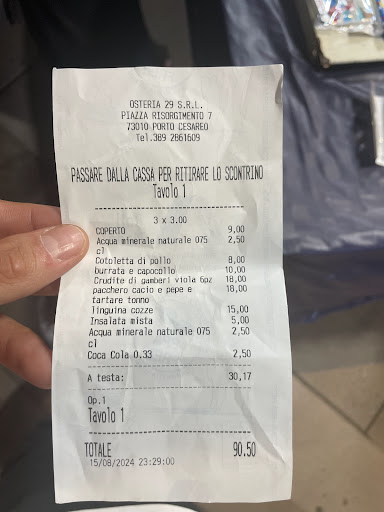 OSTERIA 29 S.R.L.
PIAZZA RISORGIMENTO 7
73010 PORTO CESAREO
Tel.389 2861609
PASSARE DALLA CASSA PER RITIRARE LO SCONTRINO
Tavolo 1
3 x 3.00
COPERTO 9,00
Acqua minerale naturale 075 2,50
cl
Cotoletta di pollo 8,00
burrata e capocollo 10,00
Crudite di gamberi viola 6pz 18,00
pacchero cacio e pepe e 18,00
tartare tonno
linguina cozze 15,00
Insalata mista 5,00
Acqua minerale naturale 075 2,50
cl
Coca Cola 0.33 2,50
A testa: 30,17
Op.1
Tavolo 1
TOTALE 90.50
15/08/2024 23:29:00